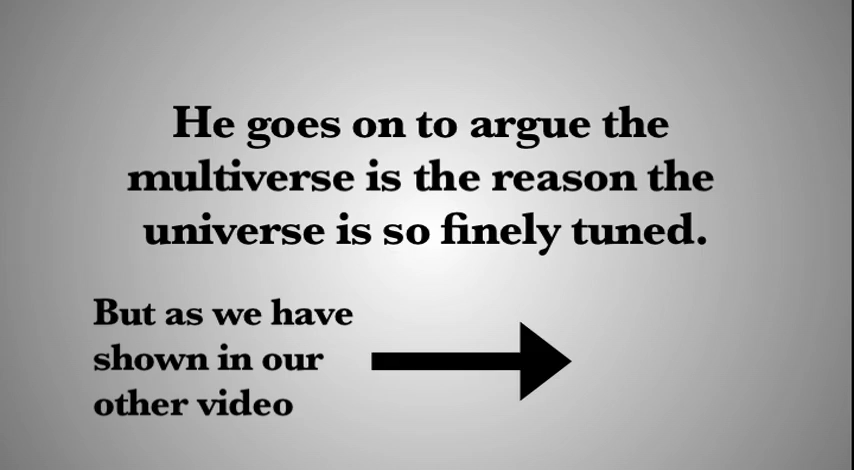 He goes on to argue the
multiverse is the reason the
universe is so finely tuned.
But as we have
shown in our
other video